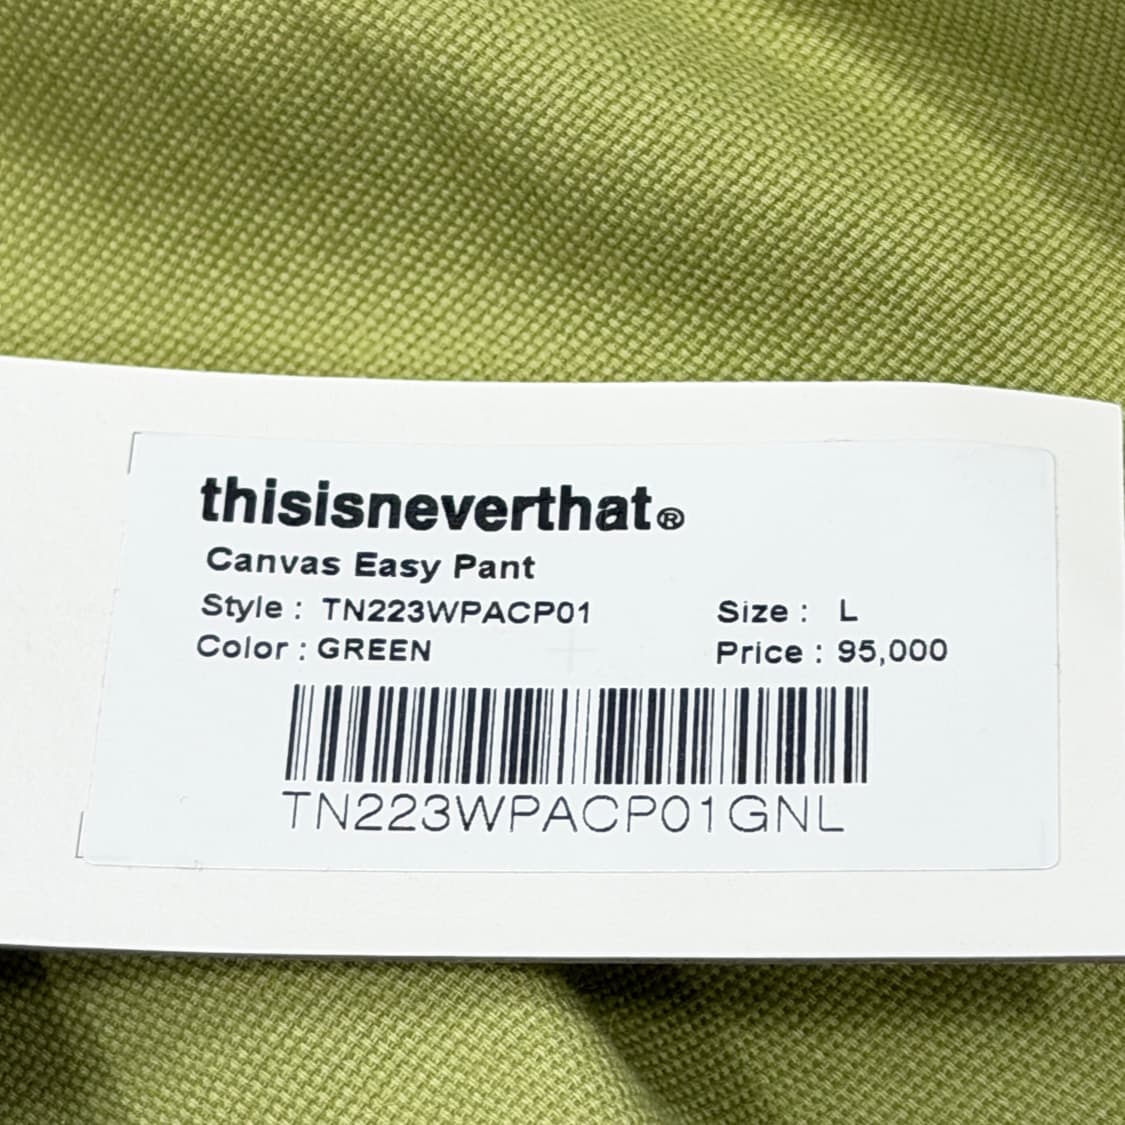 thisisneverthat®
Canvas Easy Pant
Style : TN223WPACP01
Size : L
Color : GREEN
Price : 95,000
TN223WPACP01GNL